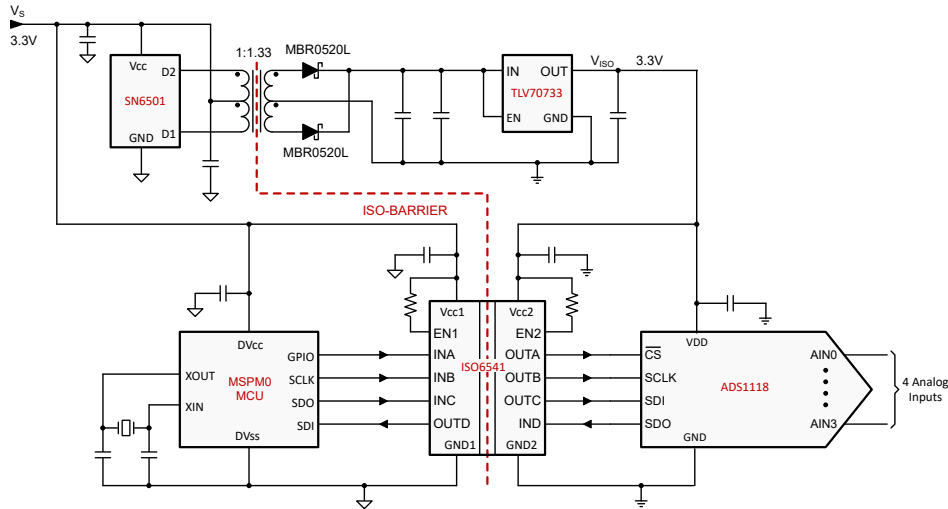 VS
3.3V
1:1.33
MBR0520L
Vcc
D2
SN6501
GND
D1
MBR0520L
IN
OUT
TLV70733
EN
GND
VISO 3.3V
ISO-BARRIER
DVcc
XOUT
XIN
MSPM0
MCU
GPIO
SCLK
SDO
SDI
DVss
Vcc1
EN1
INA
INB
INC
OUTD
GND1
ISO6541
Vcc2
EN2
OUTA
OUTB
OUTC
IND
GND2
VDD
CS
SCLK
SDI
SDO
GND
ADS1118
AIN0
AIN3
4 Analog
Inputs